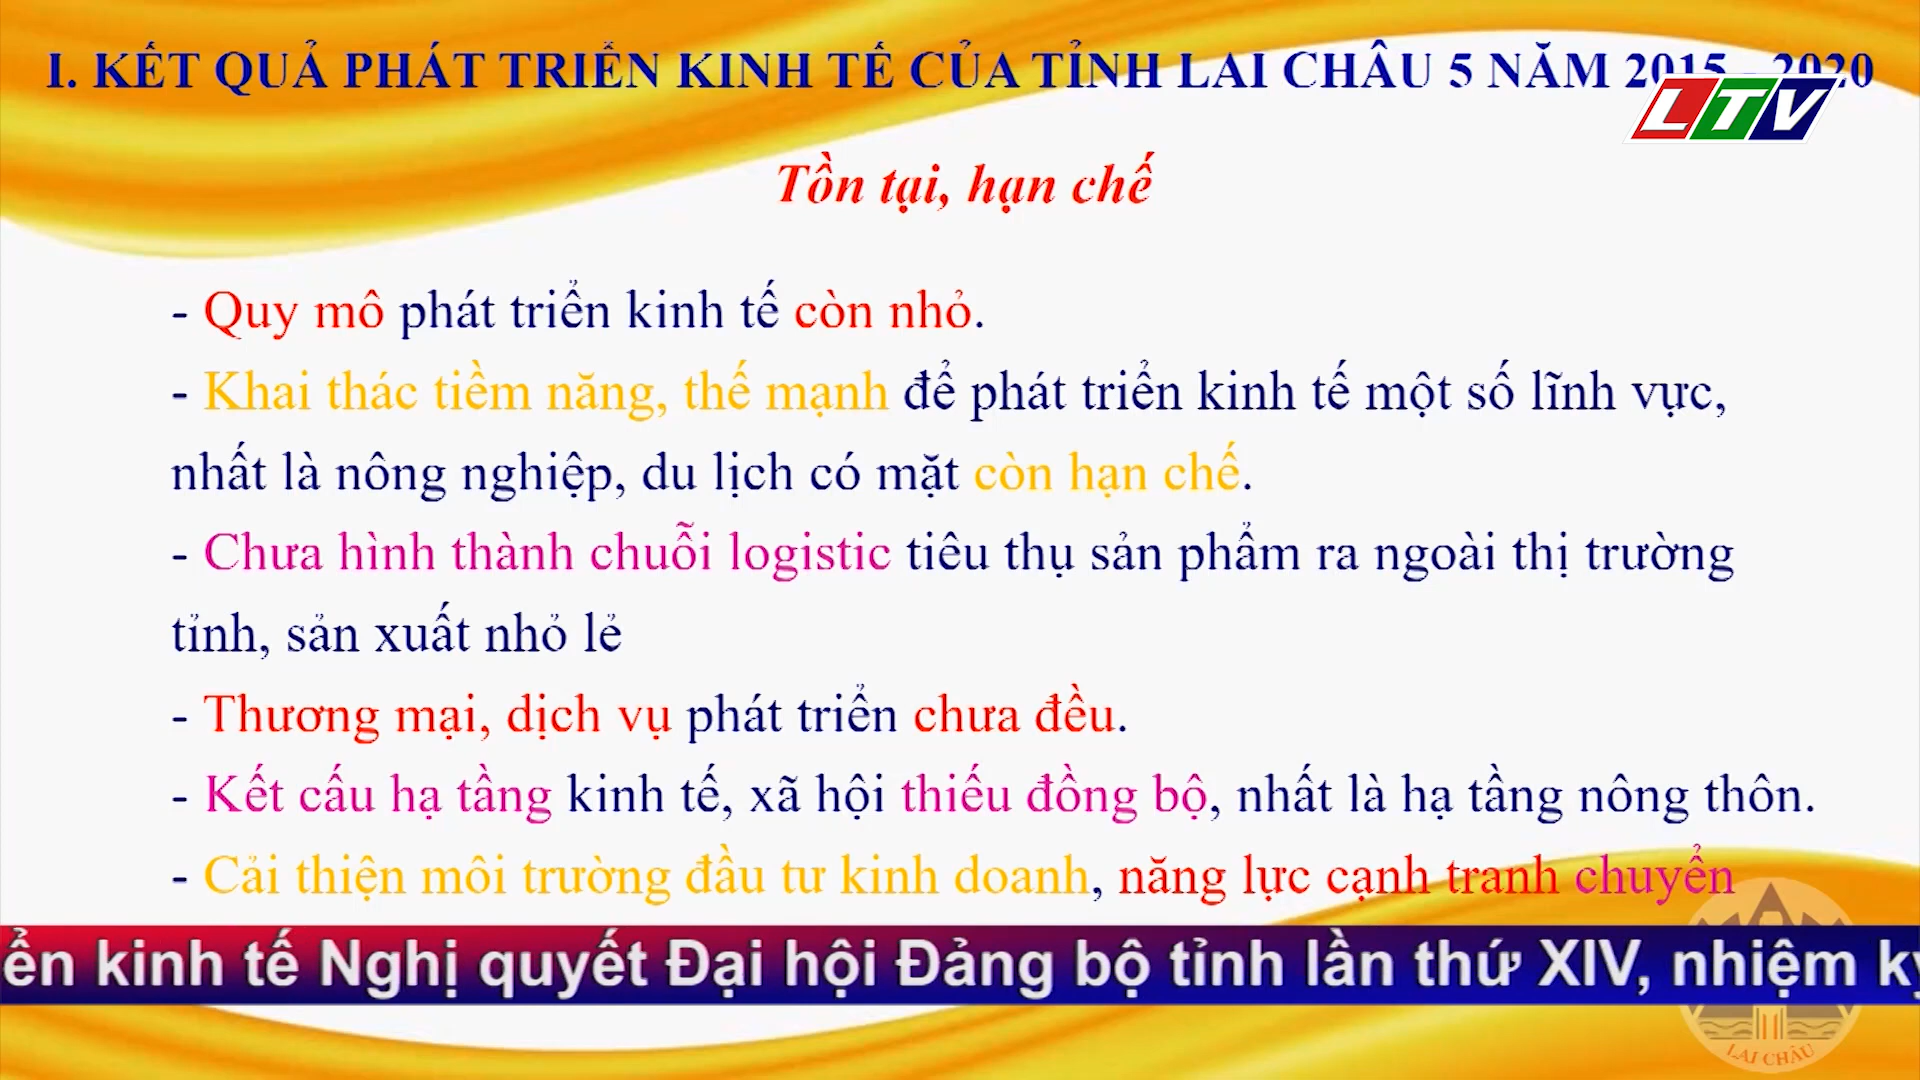 I. KẾT QUẢ PHÁT TRIỂN KINH TẾ CỦA TỈNH LAI CHÂU 5 NĂM 2015 - 2020
LTV
Tồn tại, hạn chế
- Quy mô phát triển kinh tế còn nhỏ.
- Khai thác tiềm năng, thế mạnh để phát triển kinh tế một số lĩnh vực,
nhất là nông nghiệp, du lịch có mặt còn hạn chế.
- Chưa hình thành chuỗi logistic tiêu thụ sản phẩm ra ngoài thị trường
tỉnh, sản xuất nhỏ lẻ
- Thương mại, dịch vụ phát triển chưa đều.
- Kết cấu hạ tầng kinh tế, xã hội thiếu đồng bộ, nhất là hạ tầng nông thôn.
- Cải thiện môi trường đầu tư kinh doanh, năng lực cạnh tranh chuyển
ển kinh tế Nghị quyết Đại hội Đảng bộ tỉnh lần thứ XIV, nhiệm kỳ
LAI CHÂU